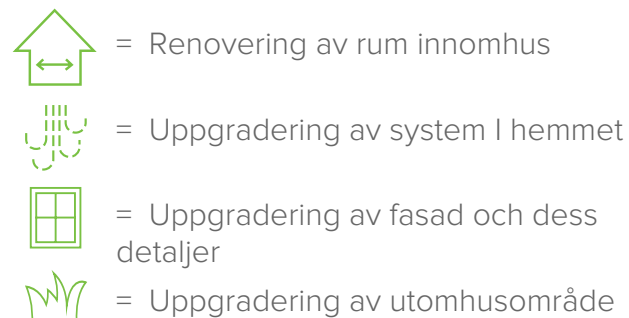 = Renovering av rum innomhus
= Uppgradering av system I hemmet
= Uppgradering av fasad och dess
detaljer
= Uppgradering av utomhusområde